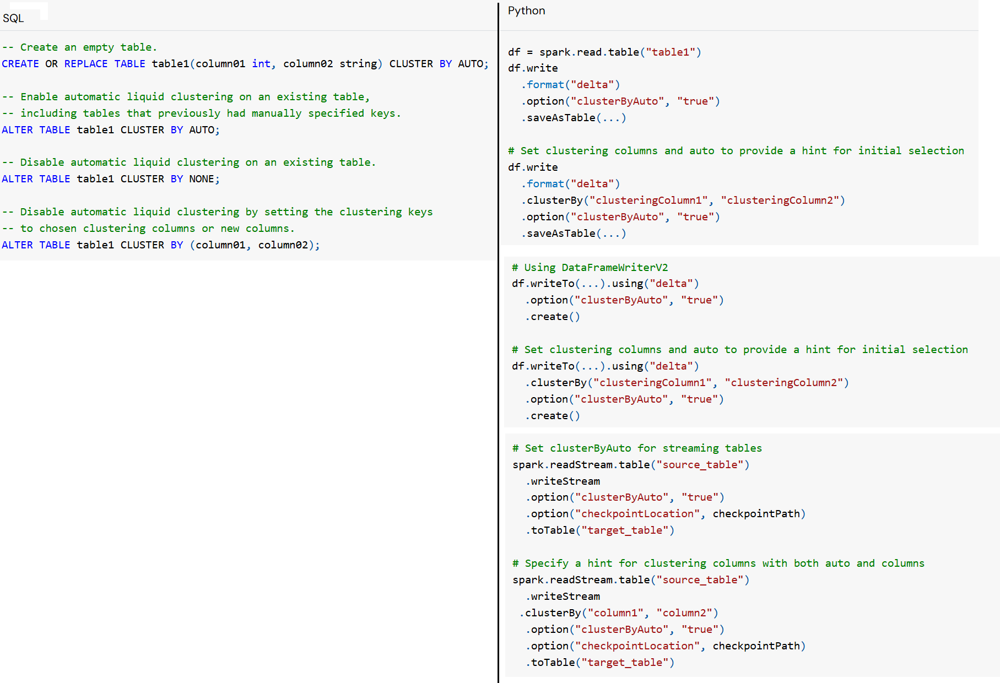 SQL
-- Create an empty table.
CREATE OR REPLACE TABLE table1(column01 int, column02 string) CLUSTER BY AUTO;
-- Enable automatic liquid clustering on an existing table,
-- including tables that previously had manually specified keys.
ALTER TABLE table1 CLUSTER BY AUTO;
-- Disable automatic liquid clustering on an existing table.
ALTER TABLE table1 CLUSTER BY NONE;
-- Disable automatic liquid clustering by setting the clustering keys
-- to chosen clustering columns or new columns.
ALTER TABLE table1 CLUSTER BY (column01, column02);
Python
df = spark.read.table("table1")
df.write
  .format("delta")
  .option("clusterByAuto", "true")
  .saveAsTable(...)
# Set clustering columns and auto to provide a hint for initial selection
df.write
  .format("delta")
  .clusterBy("clusteringColumn1", "clusteringColumn2")
  .option("clusterByAuto", "true")
  .saveAsTable(...)
# Using DataFrameWriterV2
df.writeTo(...).using("delta")
  .option("clusterByAuto", "true")
  .create()
# Set clustering columns and auto to provide a hint for initial selection
df.writeTo(...).using("delta")
  .clusterBy("clusteringColumn1", "clusteringColumn2")
  .option("clusterByAuto", "true")
  .create()
# Set clusterByAuto for streaming tables
spark.readStream.table("source_table")
  .writeStream
  .option("clusterByAuto", "true")
  .option("checkpointLocation", checkpointPath)
  .toTable("target_table")
# Specify a hint for clustering columns with both auto and columns
spark.readStream.table("source_table")
  .writeStream
 .clusterBy("column1", "column2")
  .option("clusterByAuto", "true")
  .option("checkpointLocation", checkpointPath)
  .toTable("target_table")